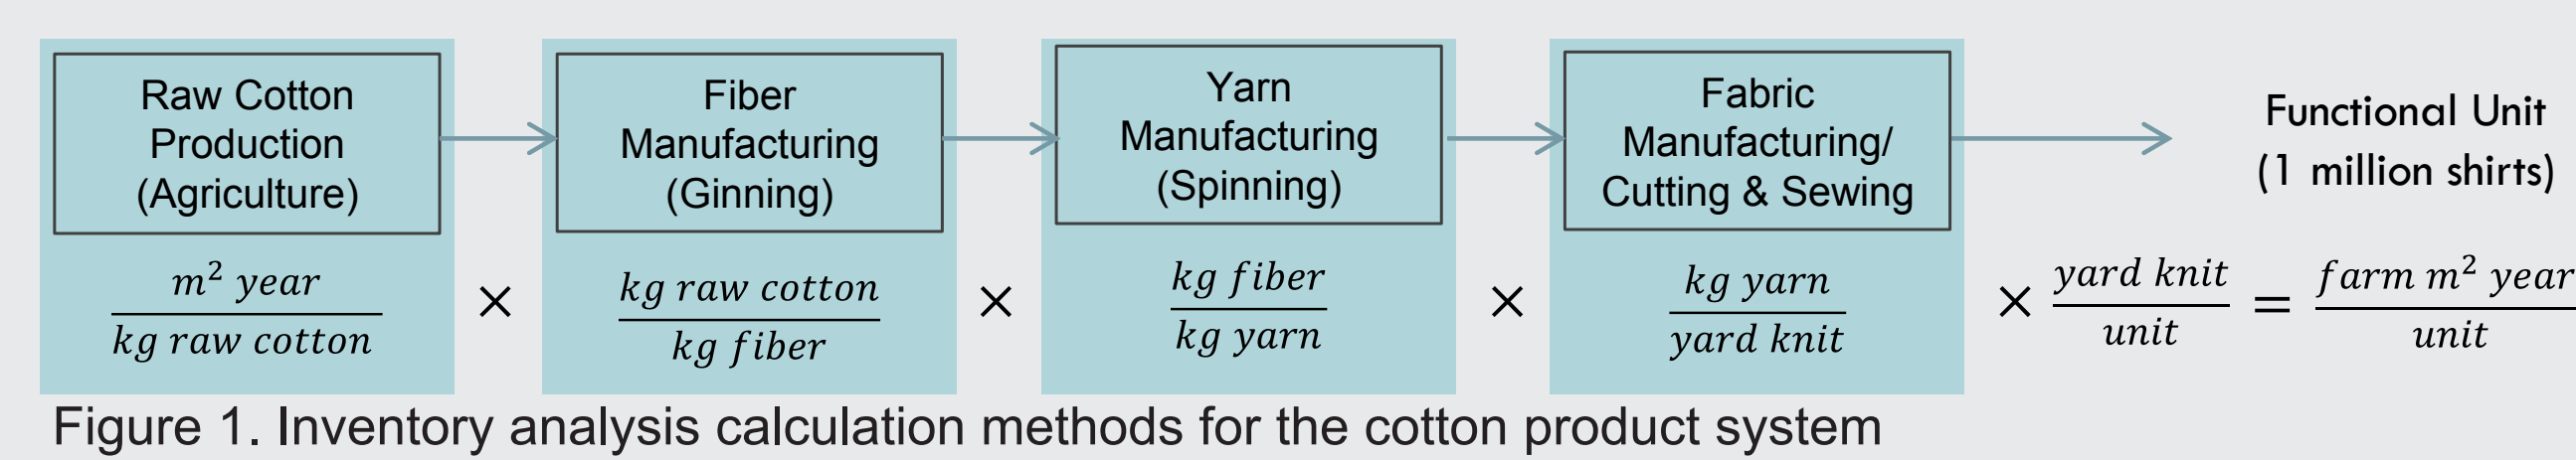 Raw Cotton
Production
(Agriculture)
Fiber
Manufacturing
(Ginning)
Yarn
Manufacturing
(Spinning)
Fabric
Manufacturing/
Cutting & Sewing
Functional Unit
(1 million shirts)
m² year
kg raw cotton
×
kg raw cotton
kg fiber
×
kg fiber
kg yarn
×
kg yarn
yard knit
×
yard knit
unit
=
farm m² year
unit
Figure 1. Inventory analysis calculation methods for the cotton product system